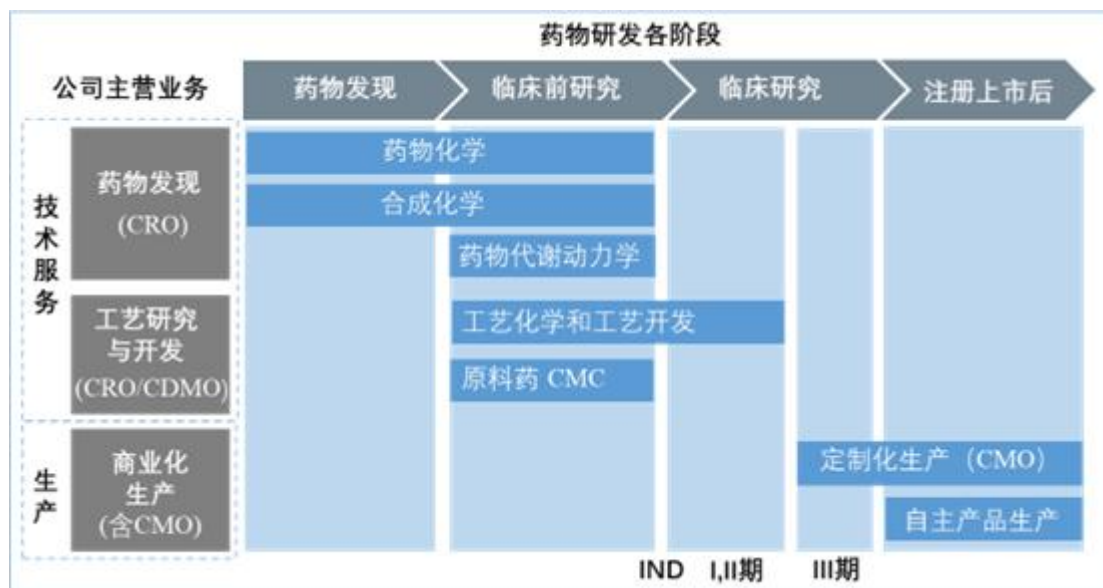 药物研发各阶段
公司主营业务
药物发现
临床前研究
临床研究
注册上市后
技术服务
药物发现
(CRO)
药物化学
合成化学
药物代谢动力学
工艺研究
与开发
(CRO/CDMO)
工艺化学和工艺开发
原料药 CMC
生产
商业化
生产
(含CMO)
定制化生产（CMO）
自主产品生产
IND
I,II期
III期